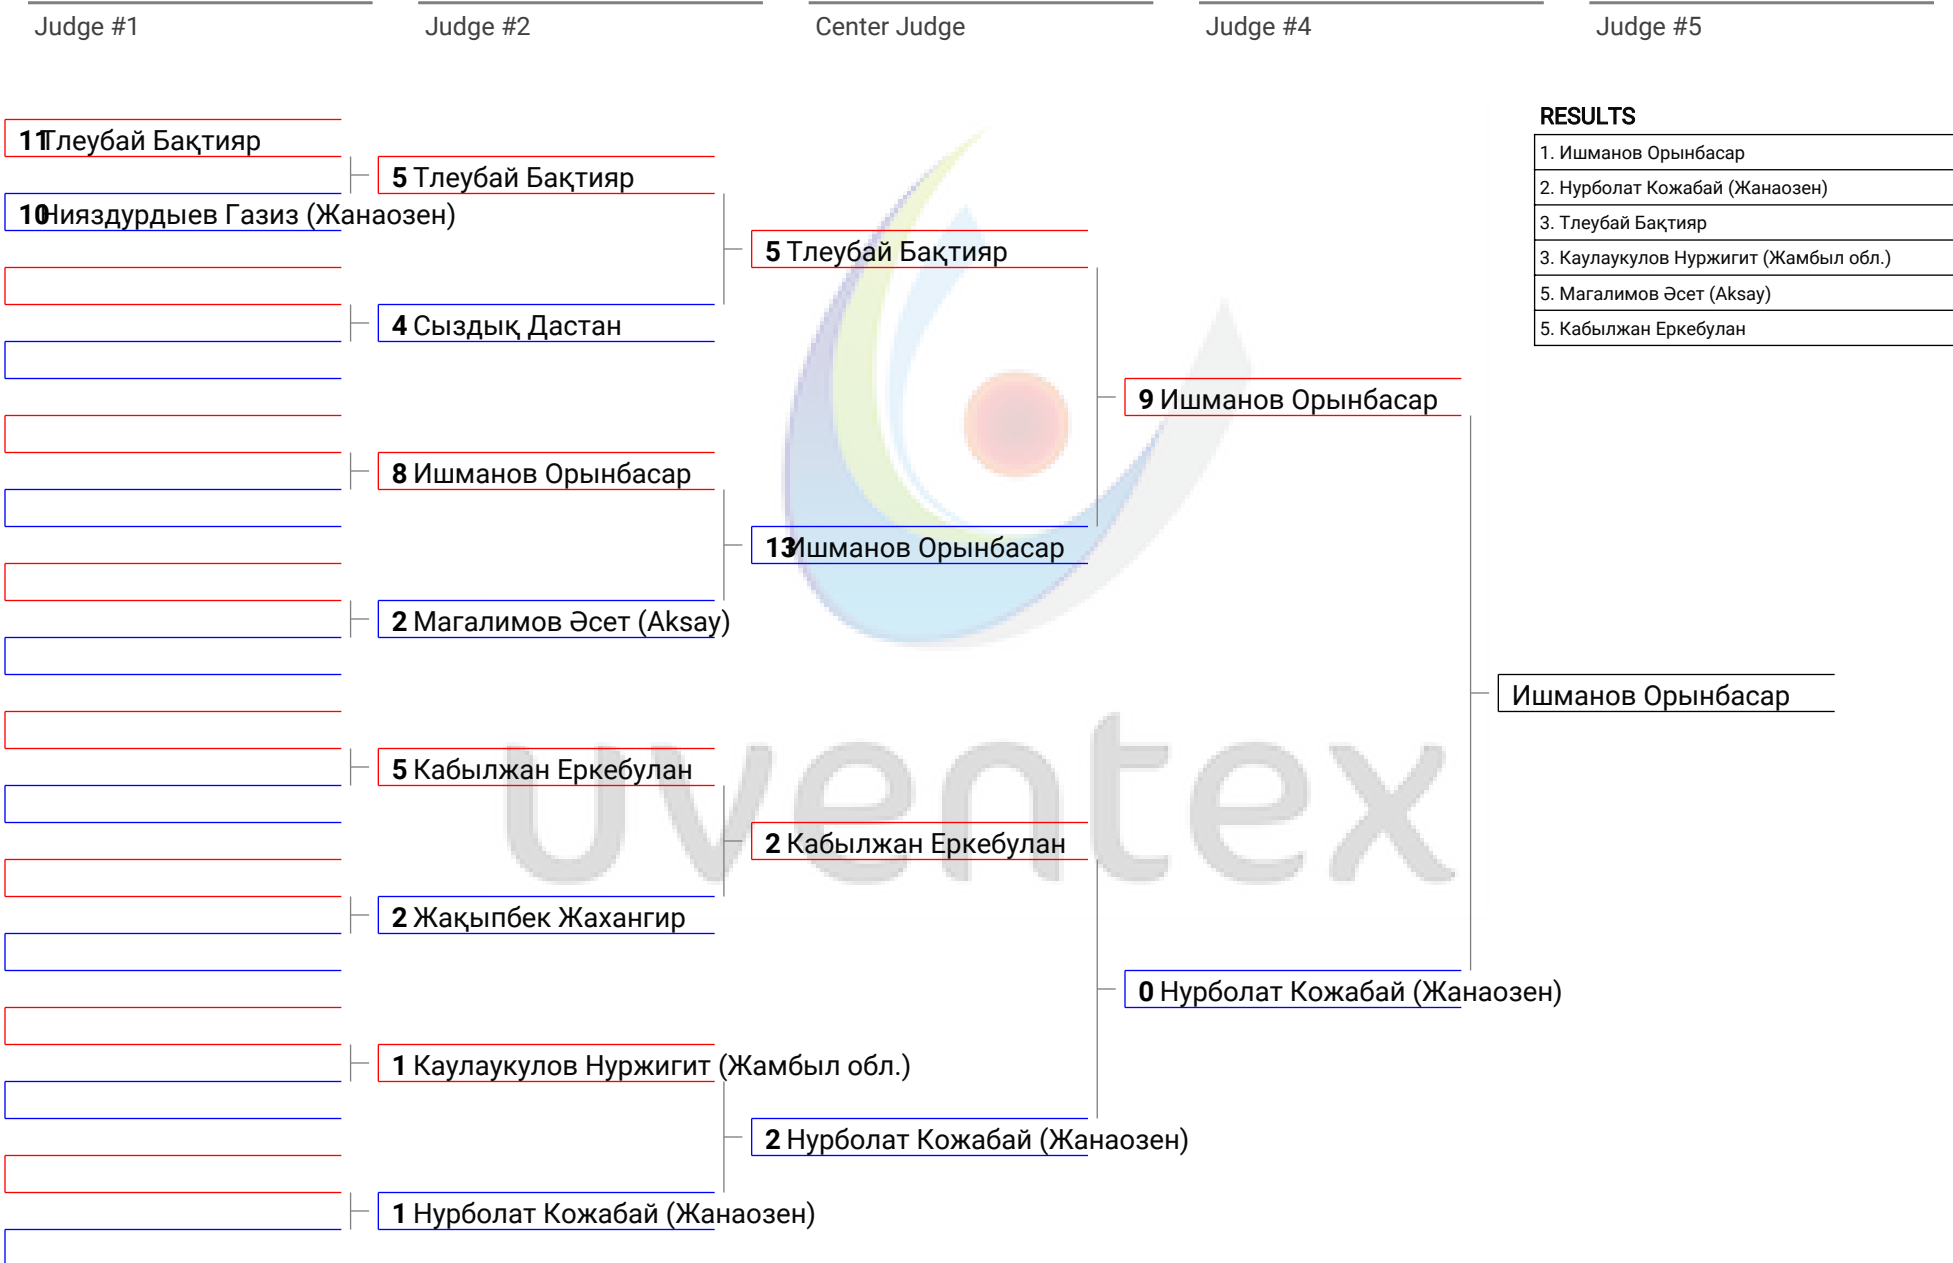 Judge #1 Judge #2 Center Judge Judge #4 Judge #5
RESULTS
1. Ишманов Орынбасар
2. Нурболат Кожабай (Жанаозен)
3. Тлеубай Бақтияр
3. Каулаукулов Нуржигит (Жамбыл обл.)
5. Магалимов Әсет (Aksay)
5. Кабылжан Еркебулан
11 Тлеубай Бақтияр
10 Нияздурдыев Газиз (Жанаозен)
5 Тлеубай Бақтияр
4 Сыздық Дастан
8 Ишманов Орынбасар
2 Магалимов Әсет (Aksay)
5 Кабылжан Еркебулан
2 Жақыпбек Жахангир
1 Каулаукулов Нуржигит (Жамбыл обл.)
1 Нурболат Кожабай (Жанаозен)
5 Тлеубай Бақтияр
13 Ишманов Орынбасар
2 Кабылжан Еркебулан
2 Нурболат Кожабай (Жанаозен)
9 Ишманов Орынбасар
0 Нурболат Кожабай (Жанаозен)
Ишманов Орынбасар
uventex